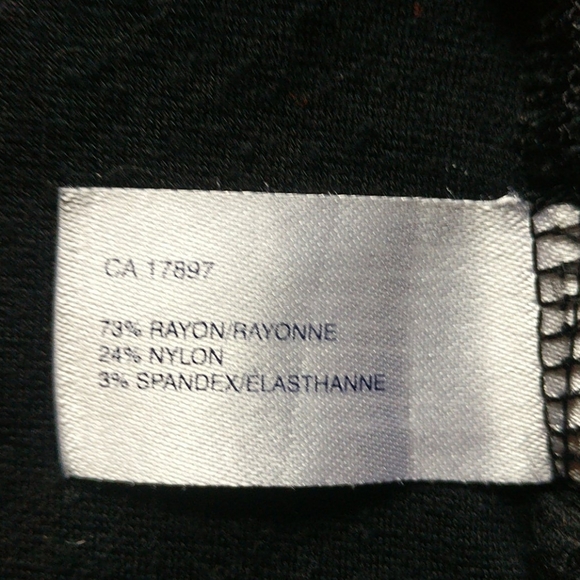 CA 17897
73% RAYON/RAYONNE
24% NYLON
3% SPANDEX/ELASTHANNE